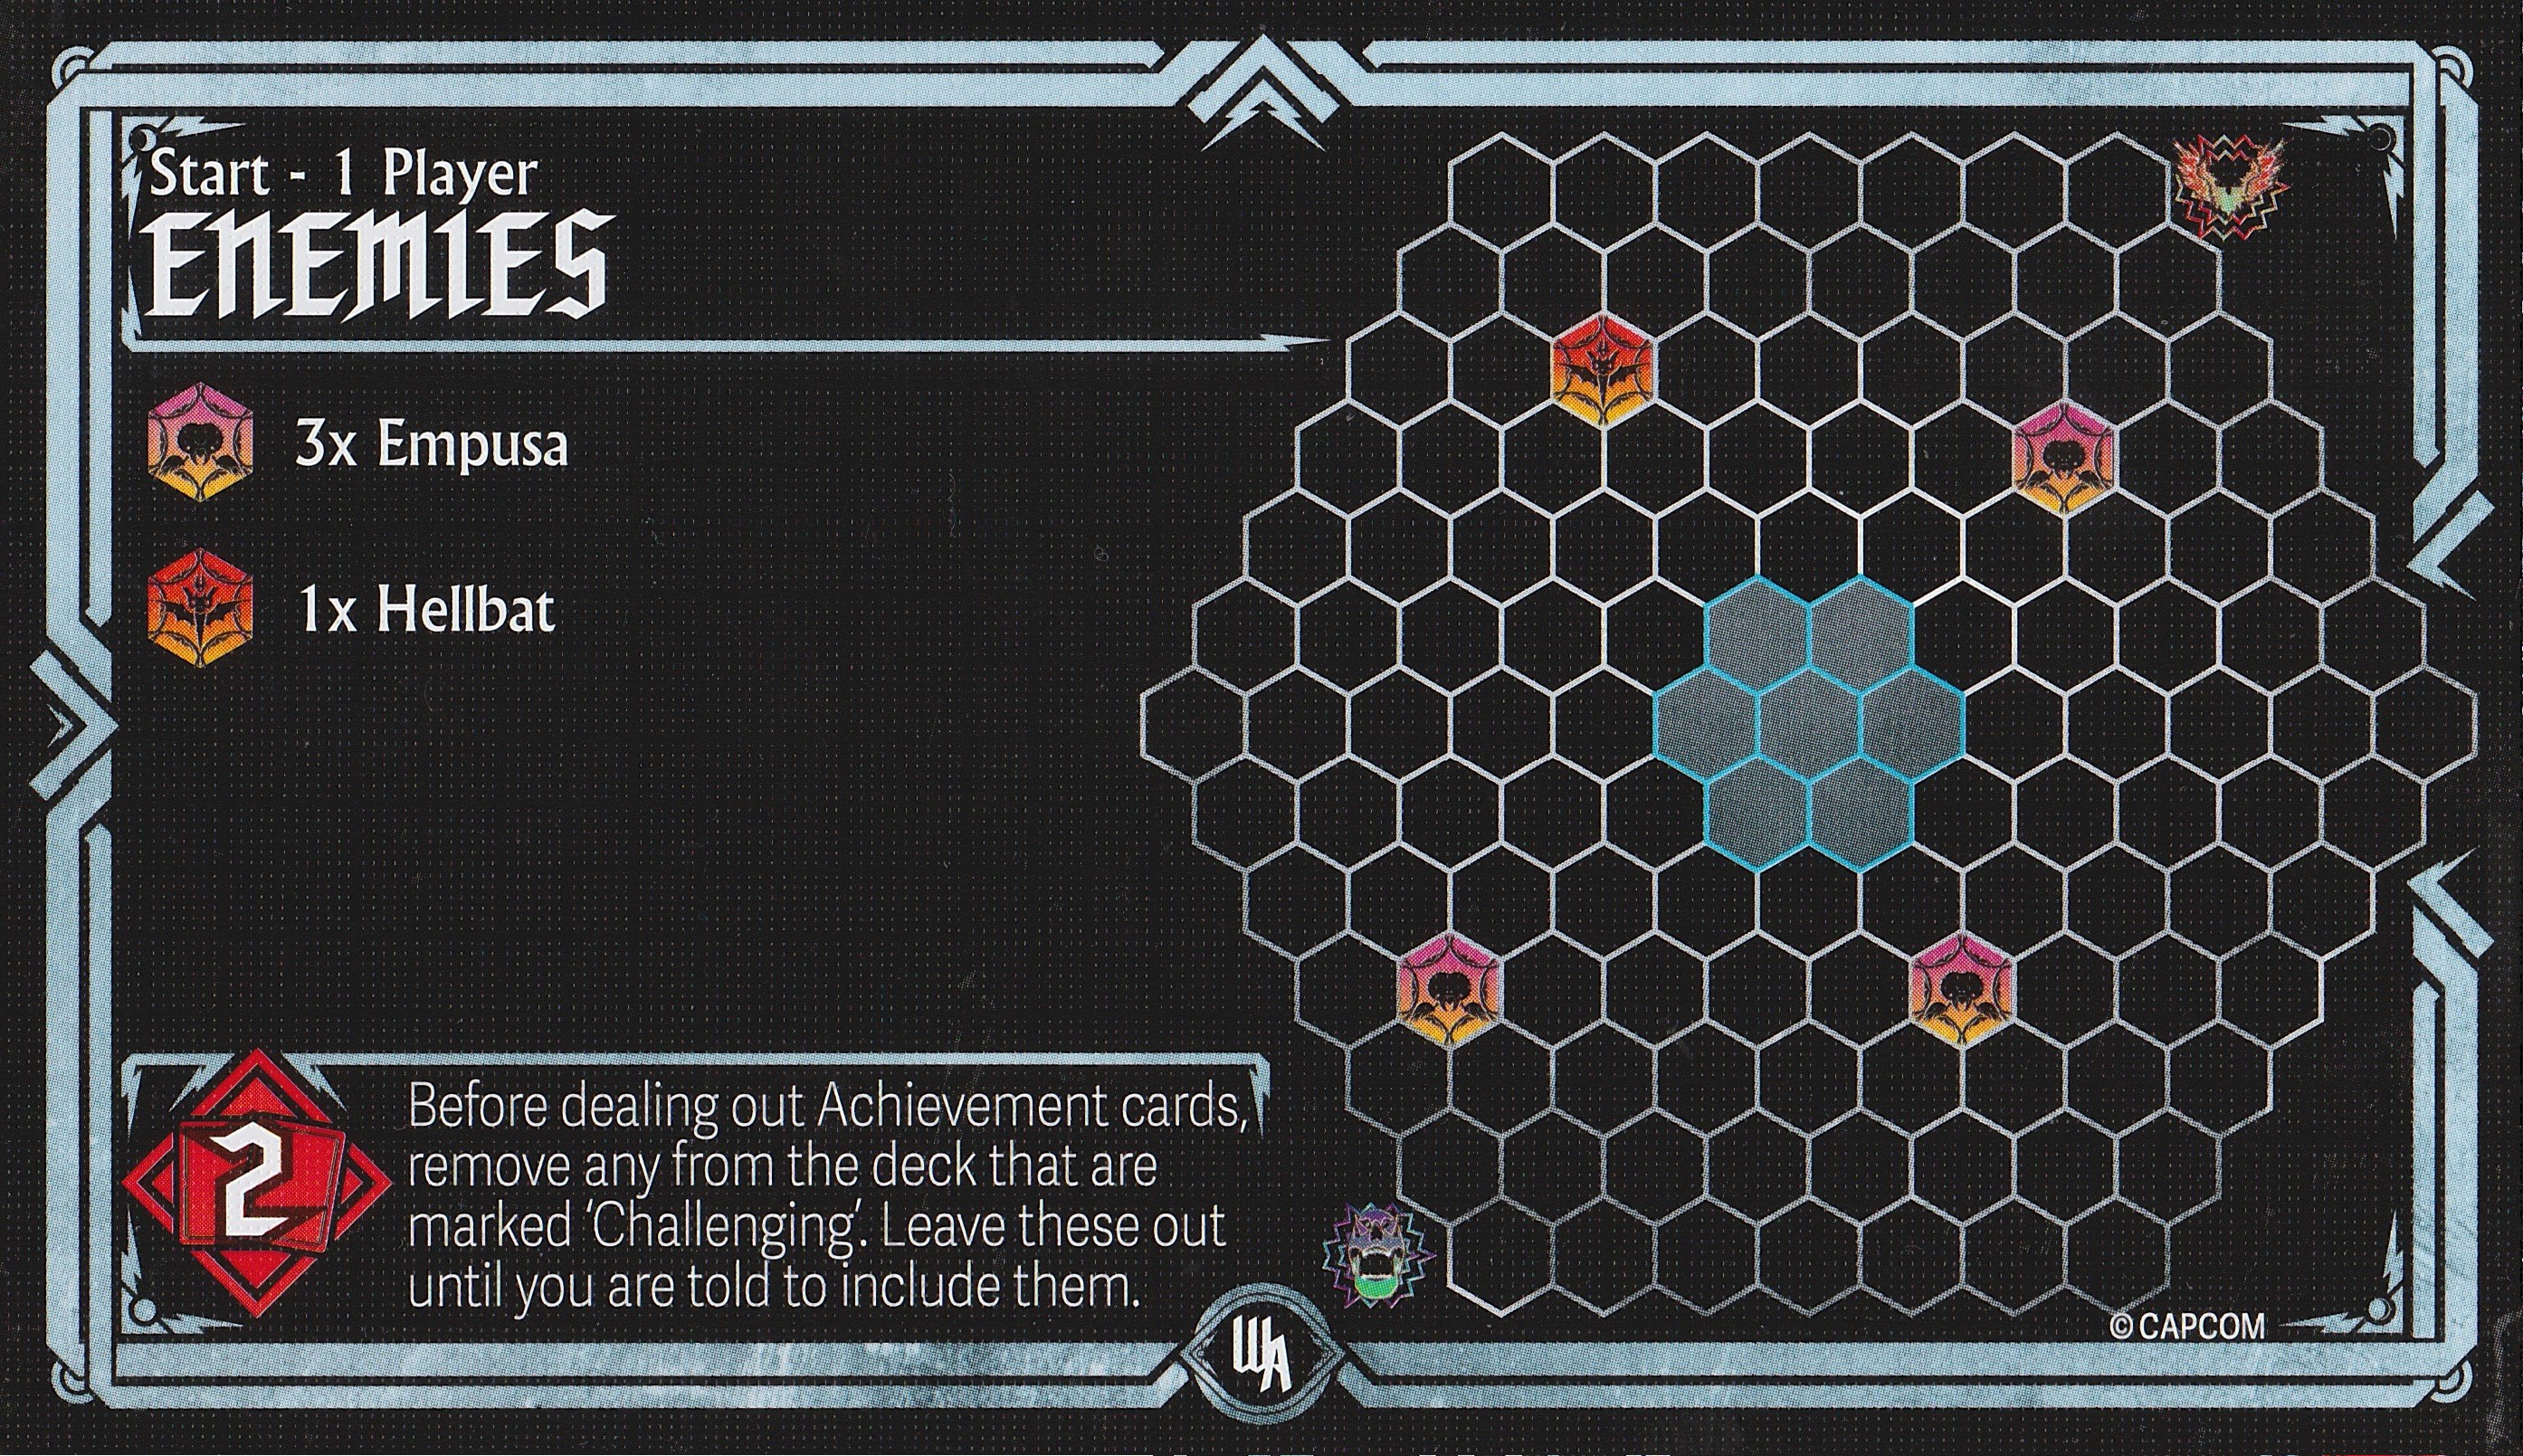 Start - 1 Player
ENEMIES
3x Empusa
1x Hellbat
2
Before dealing out Achievement cards,
remove any from the deck that are
marked ‘Challenging’. Leave these out
until you are told to include them.
WA
© CAPCOM